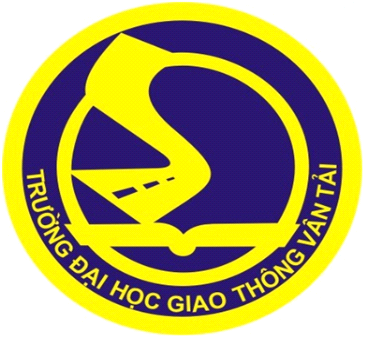 TRƯỜNG ĐẠI HỌC GIAO THÔNG VẬN TẢI